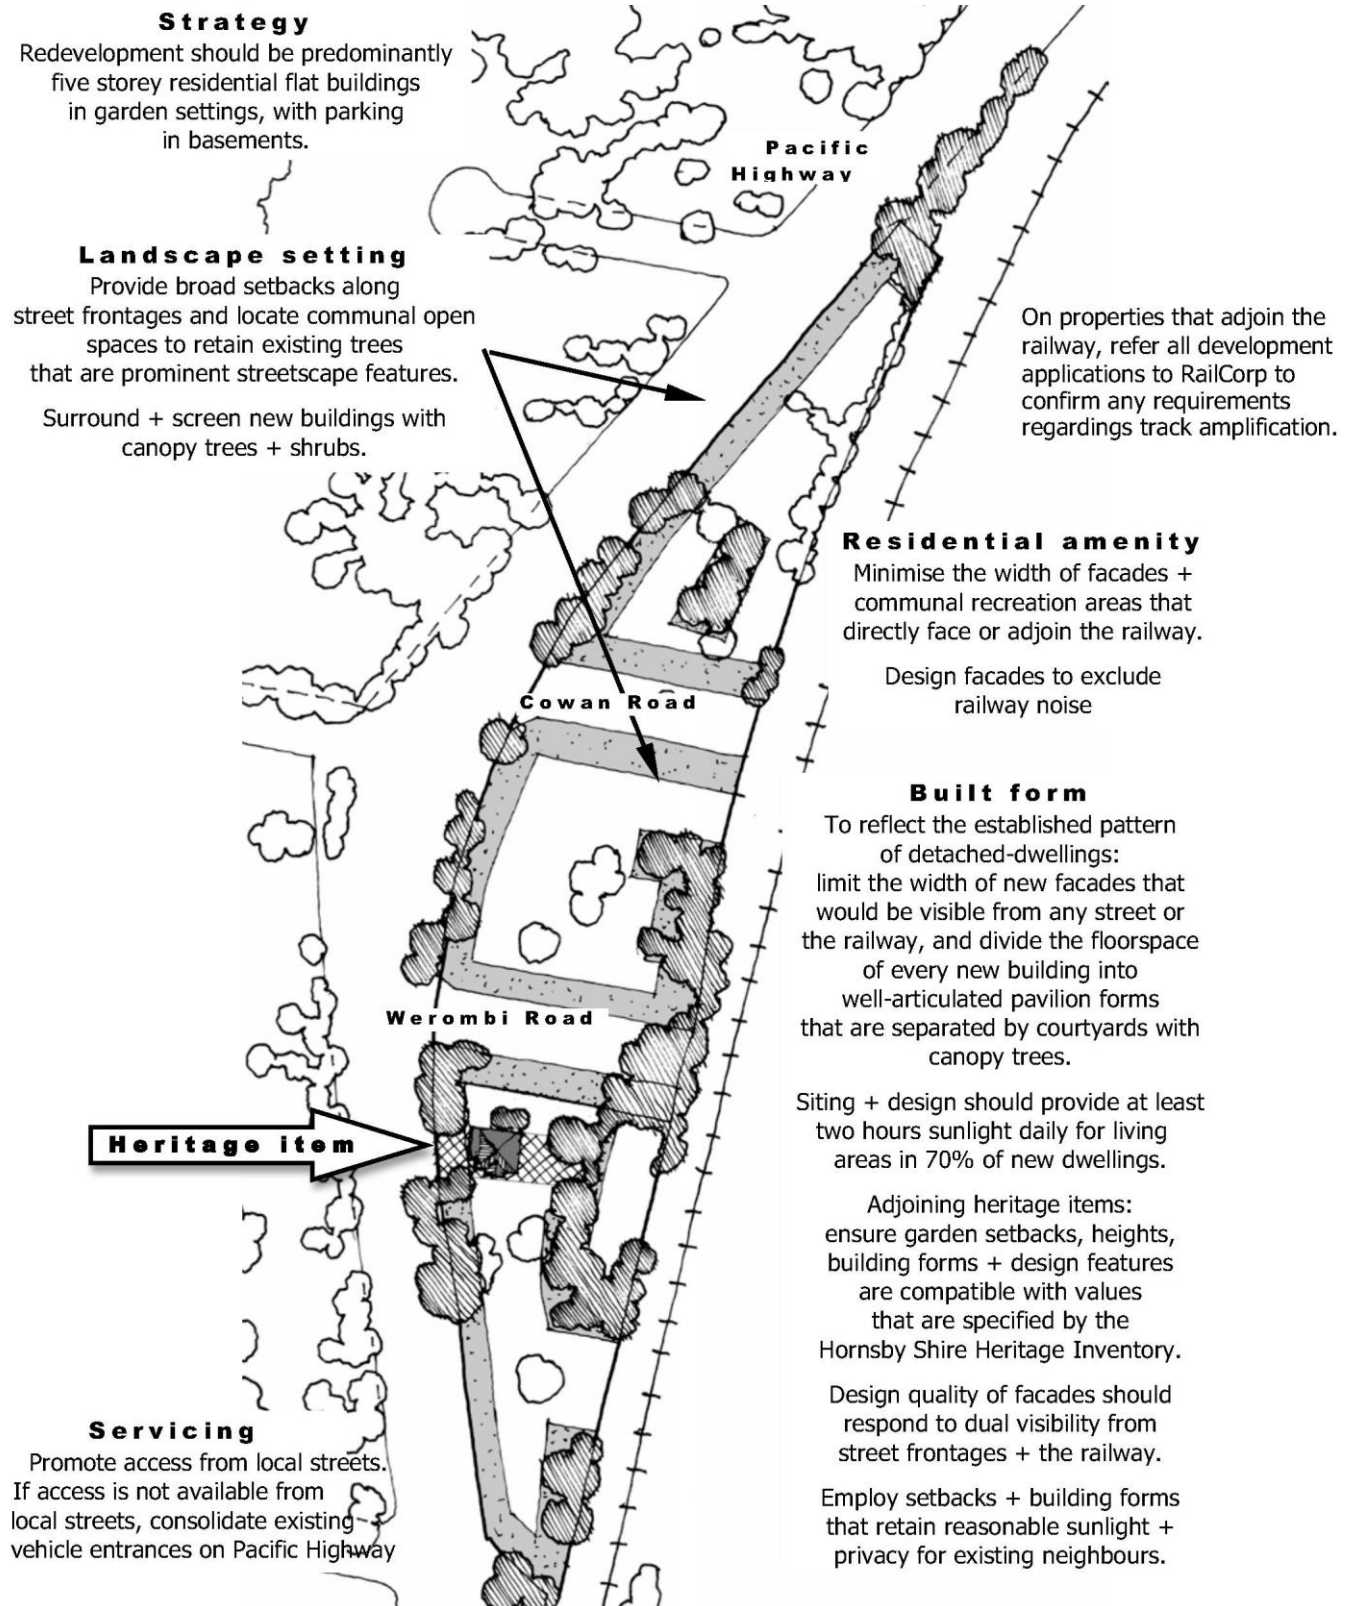 Strategy
Redevelopment should be predominantly
five storey residential flat buildings
in garden settings, with parking
in basements.
Pacific
Highway
Landscape setting
Provide broad setbacks along
street frontages and locate communal open
spaces to retain existing trees
that are prominent streetscape features.
Surround + screen new buildings with
canopy trees + shrubs.
On properties that adjoin the
railway, refer all development
applications to RailCorp to
confirm any requirements
regardings track amplification.
Residential amenity
Minimise the width of facades +
communal recreation areas that
directly face or adjoin the railway.
Design facades to exclude
railway noise
Cowan Road
Built form
To reflect the established pattern
of detached-dwellings:
limit the width of new facades that
would be visible from any street or
the railway, and divide the floorspace
of every new building into
well-articulated pavilion forms
that are separated by courtyards with
canopy trees.
Siting + design should provide at least
two hours sunlight daily for living
areas in 70% of new dwellings.
Adjoining heritage items:
ensure garden setbacks, heights,
building forms + design features
are compatible with values
that are specified by the
Hornsby Shire Heritage Inventory.
Design quality of facades should
respond to dual visibility from
street frontages + the railway.
Employ setbacks + building forms
that retain reasonable sunlight +
privacy for existing neighbours.
Werombi Road
Heritage item
Servicing
Promote access from local streets.
If access is not available from
local streets, consolidate existing
vehicle entrances on Pacific Highway